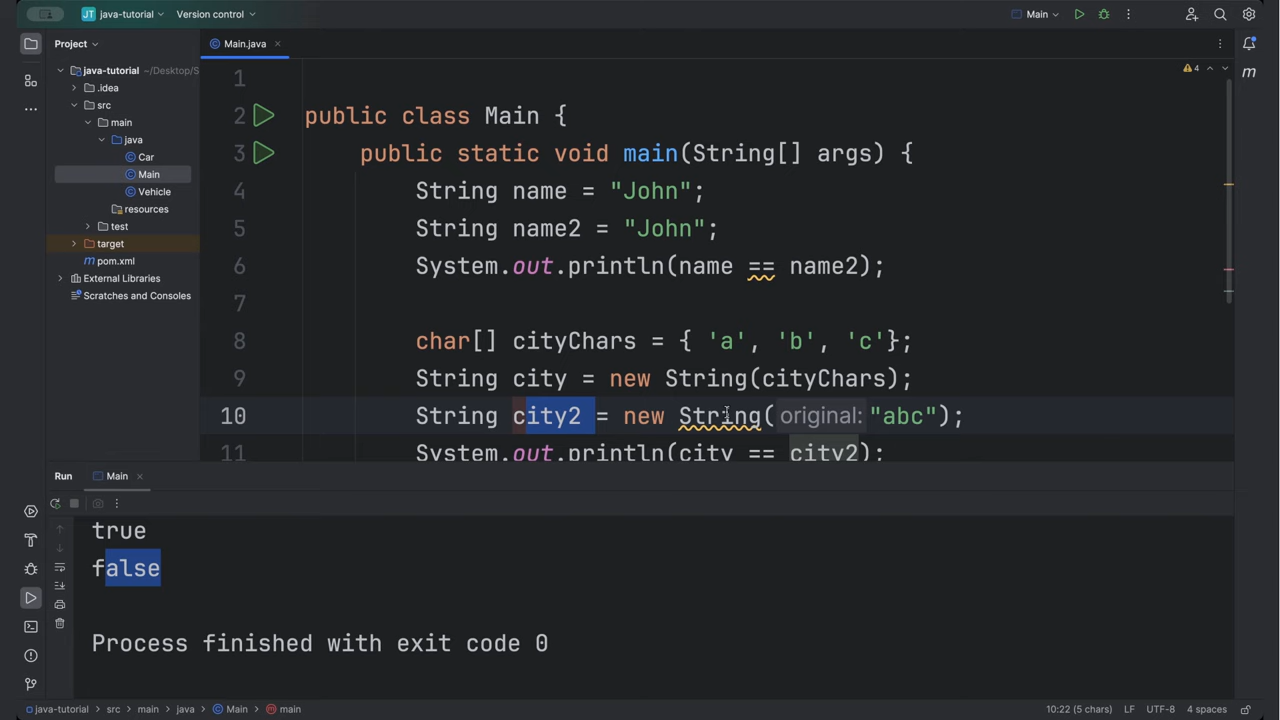 JT java-tutorial Version control Main
Project Main.java
java-tutorial ~/Desktop/S
.idea
src
main
java
Car
Main
Vehicle
resources
test
target
pom.xml
External Libraries
Scratches and Consoles
4
1
2 public class Main {
3 public static void main(String[] args) {
4 String name = "John";
5 String name2 = "John";
6 System.out.println(name == name2);
7
8 char[] cityChars = { 'a', 'b', 'c'};
9 String city = new String(cityChars);
10 String city2 = new String( original: "abc");
11 System.out.println(city == city2);
Run Main
true
false
Process finished with exit code 0
java-tutorial > src > main > java > Main > main 10:22 (5 chars) LF UTF-8 4 spaces